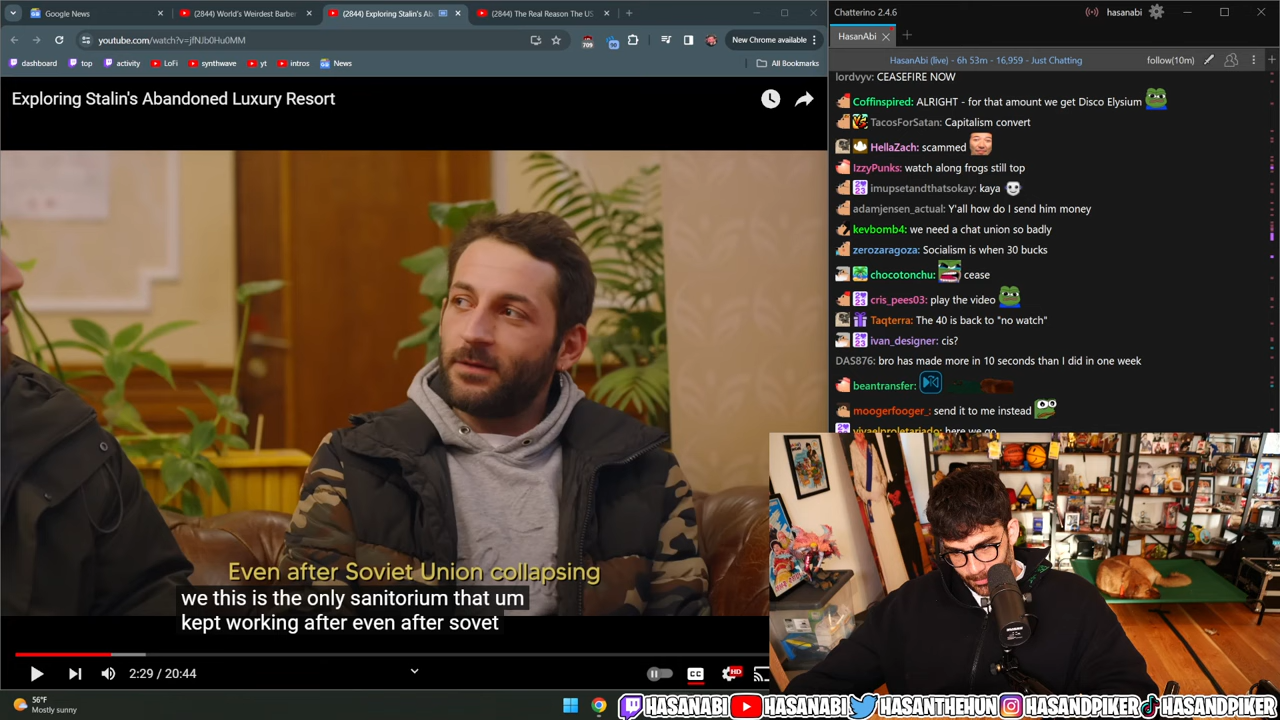 Google News
(2844) World's Weirdest Barbe
(2844) Exploring Stalin's Ab
(2844) The Real Reason The US
youtube.com/watch?v=jfNJb0Hu0MM
709
New Chrome available
dashboard
top
activity
LoFi
synthwave
yt
intros
News
All Bookmarks
Exploring Stalin's Abandoned Luxury Resort
Even after Soviet Union collapsing
we this is the only sanitorium that um
kept working after even after sovet
2:29 / 20:44
CC
HD
56°F
Mostly sunny
Chatterino 2.4.6
hasanabi
HasanAbi
HasanAbi (live) - 6h 53m - 16,959 - Just Chatting
follow(10m)
lordvyv: CEASEFIRE NOW
Coffinspired: ALRIGHT - for that amount we get Disco Elysium
TacosForSatan: Capitalism convert
HellaZach: scammed
IzzyPunks: watch along frogs still top
imupsetandthatsokay: kaya
adamjensen_actual: Y'all how do I send him money
kevbomb4: we need a chat union so badly
zerozaragoza: Socialism is when 30 bucks
chocotonchu: cease
cris_pees03: play the video
Taqterra: The 40 is back to "no watch"
ivan_designer: cis?
DAS876: bro has made more in 10 seconds than I did in one week
beantransfer:
moogerfooger_: send it to me instead
vivaelproletariado: here we go
HASANABI
HASANABI
HASANTHEHUN
HASANDPIKER
HASANDPIKER